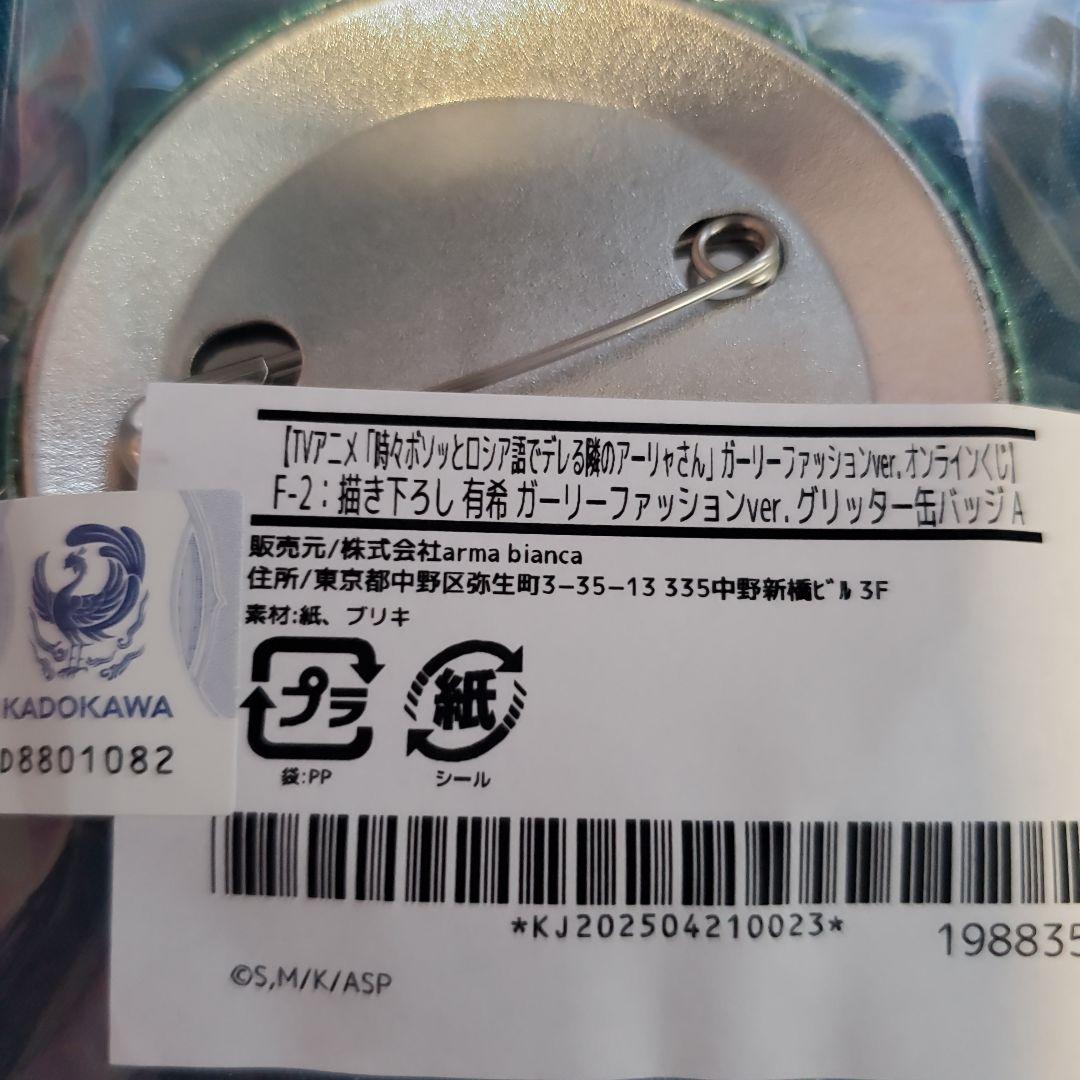 【TVアニメ「時々ボソッとロシア語でデレる隣のアーリャさん」ガーリーファッションver.オンラインくじ】
F-2：描き下ろし 有希 ガーリーファッションver. グリッター缶バッジ A
販売元/株式会社arma bianca
住所/東京都中野区弥生町3-35-13 335中野新橋ﾋﾞﾙ 3F
素材:紙、ブリキ
プラ
紙
袋:PP
シール
KADOKAWA
D8801082
*KJ202504210023*
198835
©S,M/K/ASP